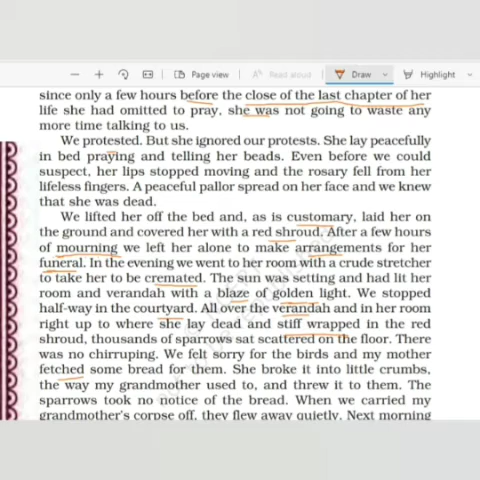 Page view
Read aloud
Draw
Highlight
since only a few hours before the close of the last chapter of her
life she had omitted to pray, she was not going to waste any
more time talking to us.
We protested. But she ignored our protests. She lay peacefully
in bed praying and telling her beads. Even before we could
suspect, her lips stopped moving and the rosary fell from her
lifeless fingers. A peaceful pallor spread on her face and we knew
that she was dead.
We lifted her off the bed and, as is customary, laid her on
the ground and covered her with a red shroud. After a few hours
of mourning we left her alone to make arrangements for her
funeral. In the evening we went to her room with a crude stretcher
to take her to be cremated. The sun was setting and had lit her
room and verandah with a blaze of golden light. We stopped
half-way in the courtyard. All over the verandah and in her room
right up to where she lay dead and stiff wrapped in the red
shroud, thousands of sparrows sat scattered on the floor. There
was no chirruping. We felt sorry for the birds and my mother
fetched some bread for them. She broke it into little crumbs,
the way my grandmother used to, and threw it to them. The
sparrows took no notice of the bread. When we carried my
grandmother's corpse off, they flew away quietly. Next morning